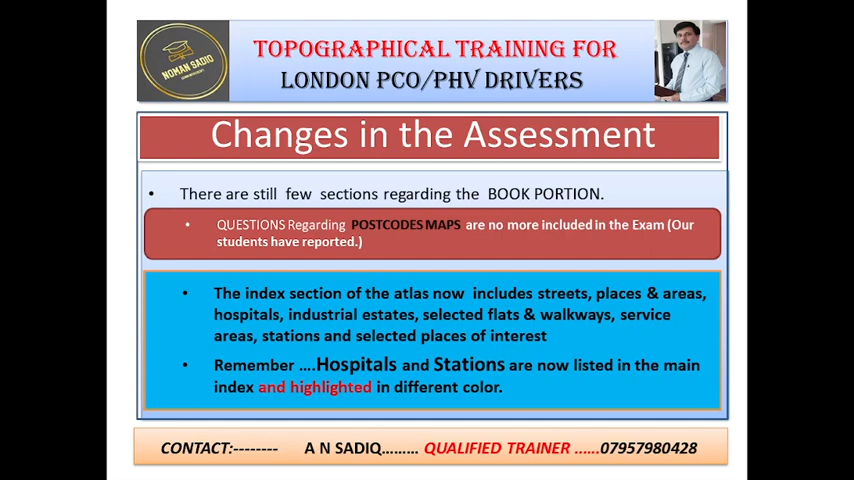 NOMAN SADIQ
TOPOGRAPHICAL TRAINING FOR
LONDON PCO/PHV DRIVERS
Changes in the Assessment
• There are still few sections regarding the BOOK PORTION.
• QUESTIONS Regarding POSTCODES MAPS are no more included in the Exam (Our
students have reported.)
• The index section of the atlas now includes streets, places & areas,
hospitals, industrial estates, selected flats & walkways, service
areas, stations and selected places of interest
• Remember ....Hospitals and Stations are now listed in the main
index and highlighted in different color.
CONTACT:-------- A N SADIQ......... QUALIFIED TRAINER ......07957980428